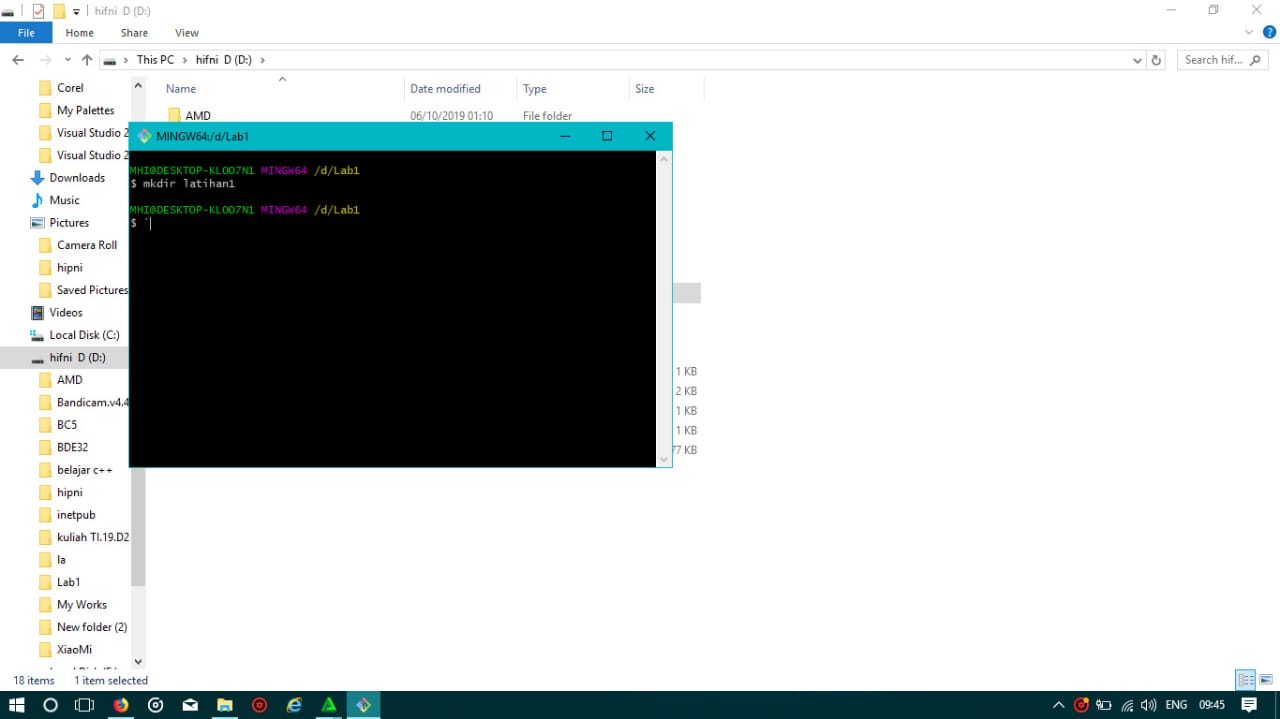 hifni D (D:)
File Home Share View
This PC > hifni D (D:) >
Search hif...
Name Date modified Type Size
AMD 06/10/2019 01:10 File folder
Corel
My Palettes
Visual Studio 2
Visual Studio 2
Downloads
Music
Pictures
Camera Roll
hipni
Saved Pictures
Videos
Local Disk (C:)
hifni D (D:)
AMD
Bandicam.v4.4
BC5
BDE32
belajar c++
hipni
inetpub
kuliah TI.19.D2
la
Lab1
My Works
New folder (2)
XiaoMi
MINGW64:/d/Lab1
MHI@DESKTOP-KLOO7N1 MINGW64 /d/Lab1
$ mkdir latihan1
MHI@DESKTOP-KLOO7N1 MINGW64 /d/Lab1
$ `
1 KB
2 KB
1 KB
1 KB
77 KB
18 items 1 item selected
ENG 09:45